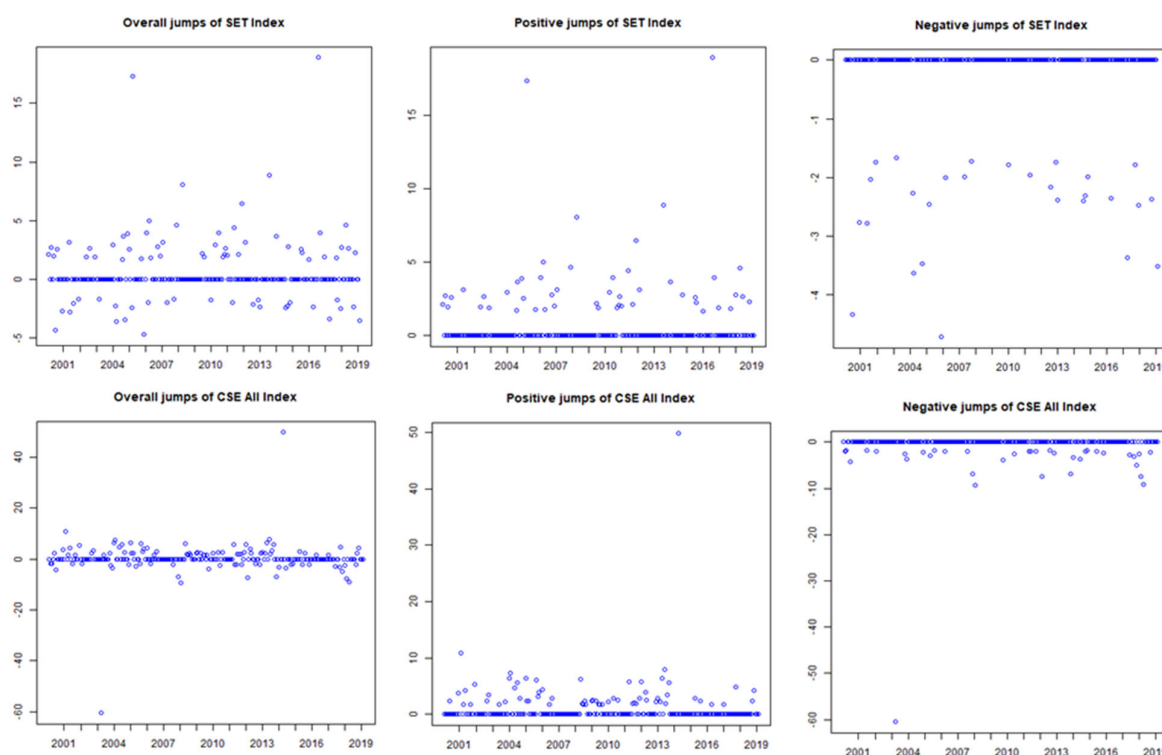 Overall jumps of SET Index
15
10
5
0
-5
2001 2004 2007 2010 2013 2016 2019
Positive jumps of SET Index
15
10
5
0
2001 2004 2007 2010 2013 2016 2019
Negative jumps of SET Index
0
-1
-2
-3
-4
2001 2004 2007 2010 2013 2016 2019
Overall jumps of CSE All Index
40
20
0
-20
-40
-60
2001 2004 2007 2010 2013 2016 2019
Positive jumps of CSE All Index
50
40
30
20
10
0
2001 2004 2007 2010 2013 2016 2019
Negative jumps of CSE All Index
0
-10
-20
-30
-40
-50
-60
2001 2004 2007 2010 2013 2016